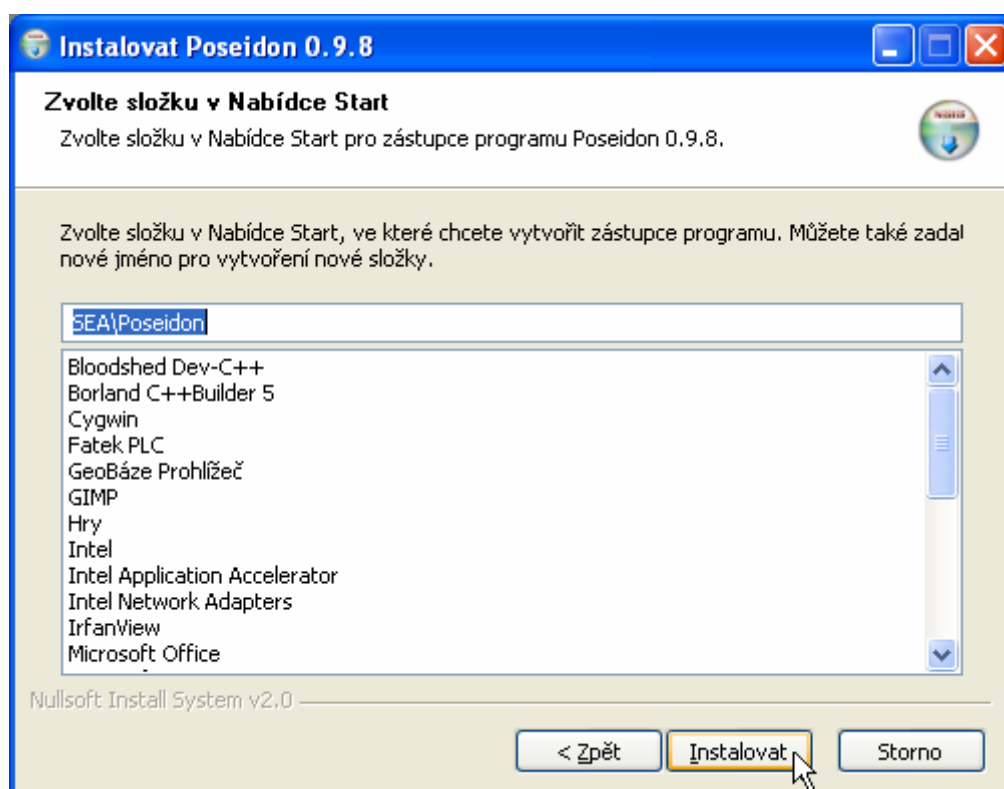 Instalovat Poseidon 0.9.8
Zvolte složku v Nabídce Start
Zvolte složku v Nabídce Start pro zástupce programu Poseidon 0.9.8.
Zvolte složku v Nabídce Start, ve které chcete vytvořit zástupce programu. Můžete také zadat
nové jméno pro vytvoření nové složky.
SEA\Poseidon
Bloodshed Dev-C++
Borland C++Builder 5
Cygwin
Fatek PLC
GeoBáze Prohlížeč
GIMP
Hry
Intel
Intel Application Accelerator
Intel Network Adapters
IrfanView
Microsoft Office
Nullsoft Install System v2.0
< Zpět
Instalovat
Storno